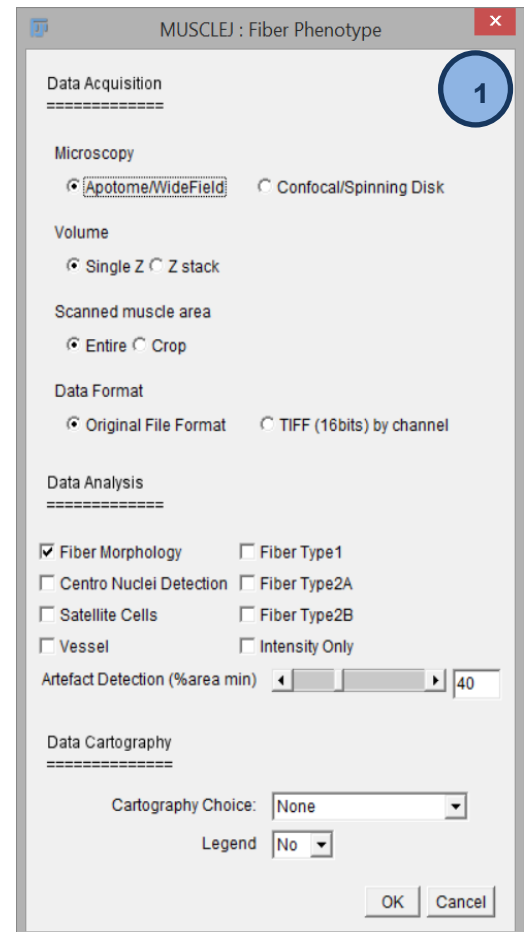 MUSCLEJ : Fiber Phenotype
1
Data Acquisition
=============
Microscopy
Apotome/WideField Confocal/Spinning Disk
Volume
Single Z Z stack
Scanned muscle area
Entire Crop
Data Format
Original File Format TIFF (16bits) by channel
Data Analysis
=============
Fiber Morphology Fiber Type1
Centro Nuclei Detection Fiber Type2A
Satellite Cells Fiber Type2B
Vessel Intensity Only
Artefact Detection (%area min) 40
Data Cartography
==============
Cartography Choice: None
Legend No
OK Cancel